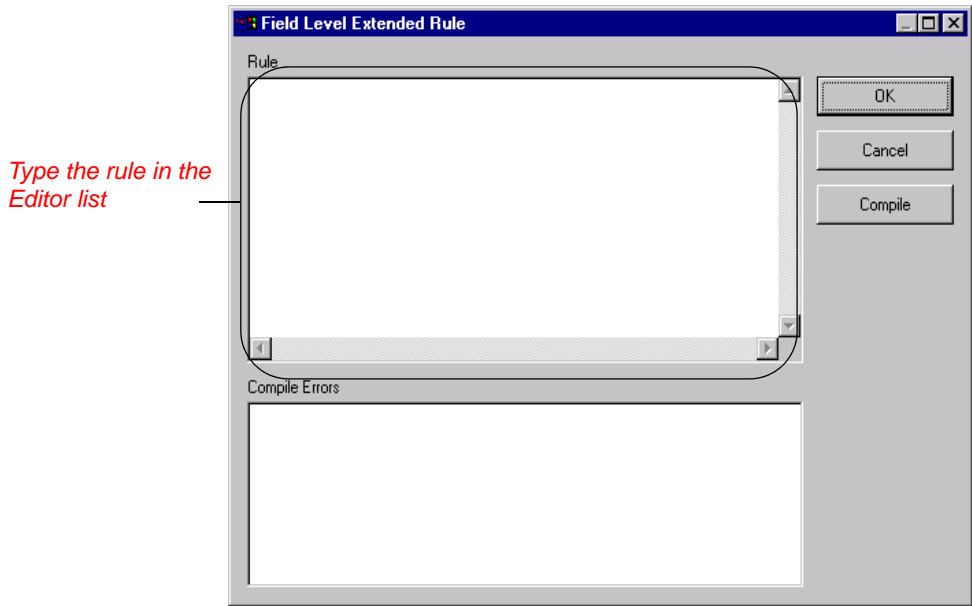 Field Level Extended Rule
Rule
OK
Cancel
Compile
Type the rule in the
Editor list
Compile Errors